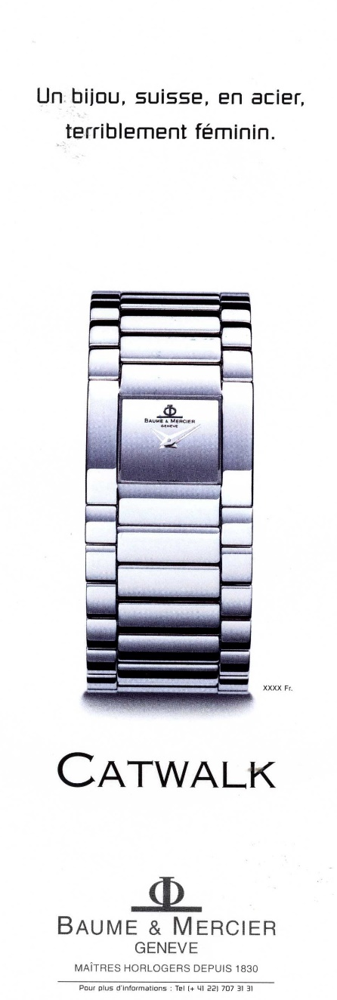 Un bijou, suisse, en acier,
terriblement féminin.
BAUME & MERCIER
GENEVE
XXXX Fr.
CATWALK
BAUME & MERCIER
GENEVE
MAÎTRES HORLOGERS DEPUIS 1830
Pour plus d'informations : Tel (+ 41 22) 707 31 31